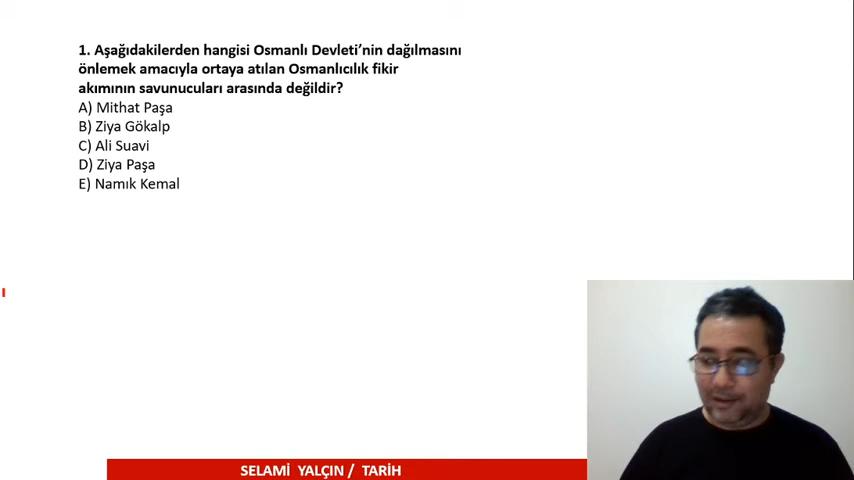 1. Aşağıdakilerden hangisi Osmanlı Devleti’nin dağılmasını
önlemek amacıyla ortaya atılan Osmanlıcılık fikir
akımının savunucuları arasında değildir?
A) Mithat Paşa
B) Ziya Gökalp
C) Ali Suavi
D) Ziya Paşa
E) Namık Kemal
SELAMİ YALÇIN / TARİH